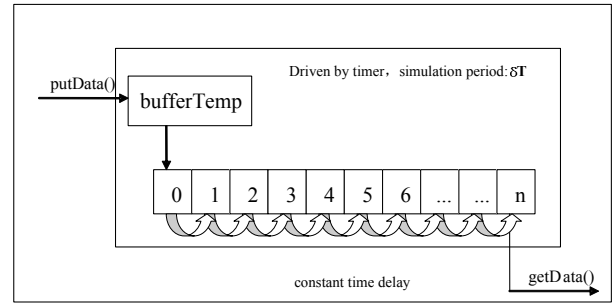 Driven by timer, simulation period:δT
putData()
bufferTemp
0 1 2 3 4 5 6 ... ... n
constant time delay
getData()